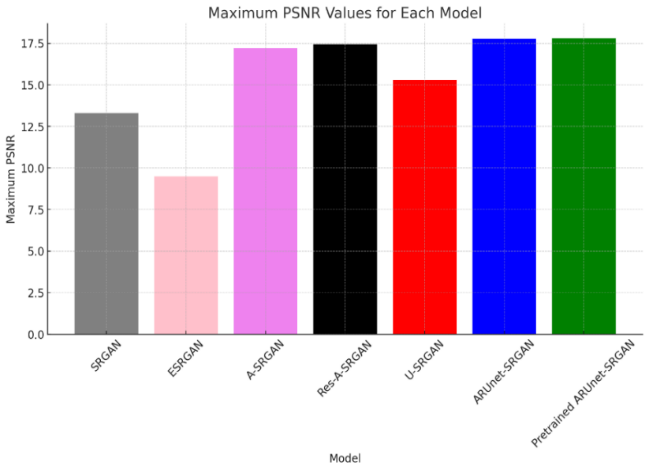 Maximum PSNR Values for Each Model
Maximum PSNR
17.5
15.0
12.5
10.0
7.5
5.0
2.5
0.0
SRGAN
ESRGAN
A-SRGAN
Res-A-SRGAN
U-SRGAN
ARUnet-SRGAN
Pretrained ARUnet-SRGAN
Model